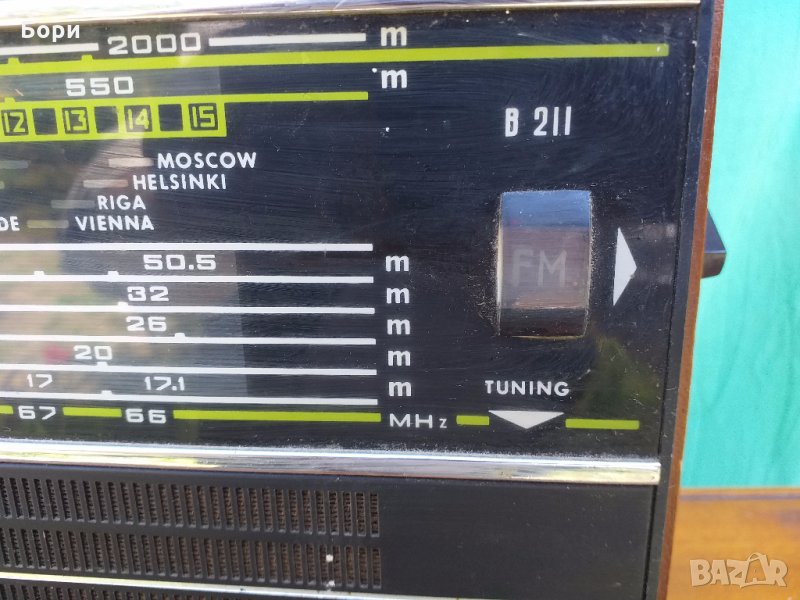 Бори
2000 m
550 m
12 13 14 15
B 211
MOSCOW
HELSINKI
RIGA
DE VIENNA
FM
50.5 m
32 m
26 m
20 m
17 17.1 m
TUNING
67 66 MHz
BAZAR